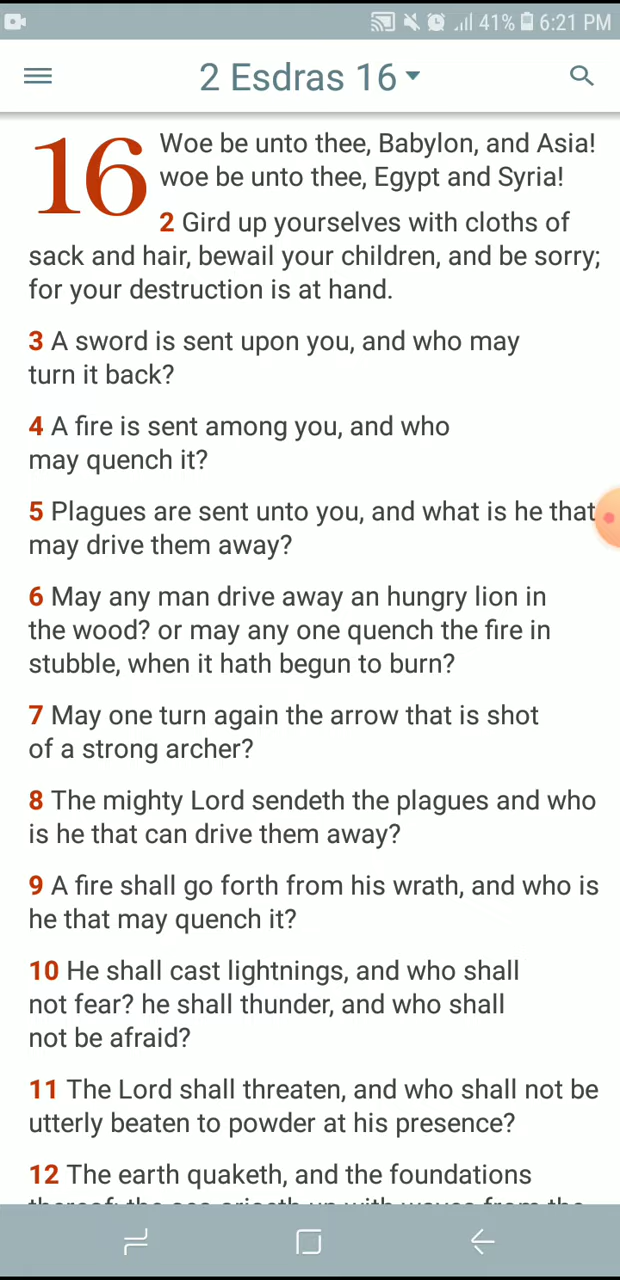 41% 6:21 PM
2 Esdras 16
16 Woe be unto thee, Babylon, and Asia!
woe be unto thee, Egypt and Syria!
2 Gird up yourselves with cloths of
sack and hair, bewail your children, and be sorry;
for your destruction is at hand.
3 A sword is sent upon you, and who may
turn it back?
4 A fire is sent among you, and who
may quench it?
5 Plagues are sent unto you, and what is he that
may drive them away?
6 May any man drive away an hungry lion in
the wood? or may any one quench the fire in
stubble, when it hath begun to burn?
7 May one turn again the arrow that is shot
of a strong archer?
8 The mighty Lord sendeth the plagues and who
is he that can drive them away?
9 A fire shall go forth from his wrath, and who is
he that may quench it?
10 He shall cast lightnings, and who shall
not fear? he shall thunder, and who shall
not be afraid?
11 The Lord shall threaten, and who shall not be
utterly beaten to powder at his presence?
12 The earth quaketh, and the foundations